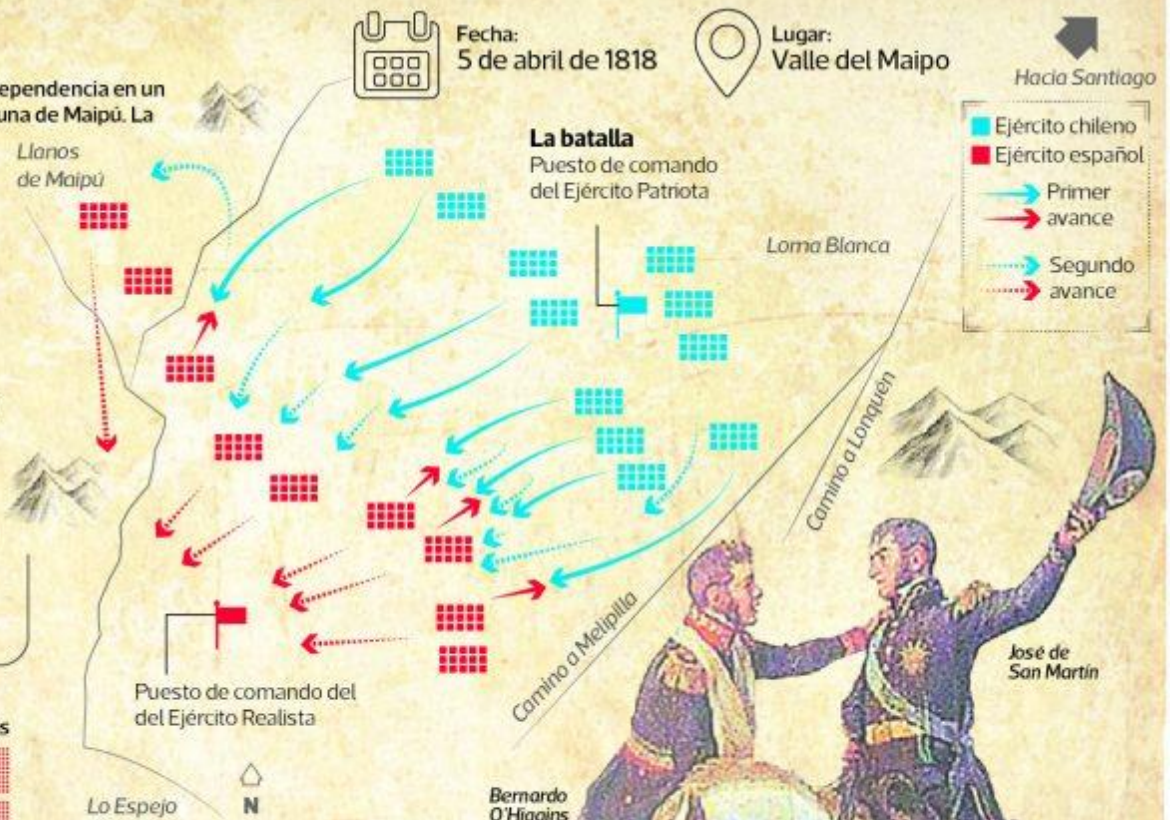 Fecha:
5 de abril de 1818
Lugar:
Valle del Maipo
Hacia Santiago
ependencia en un
una de Maipú. La
Llanos
de Maipú
La batalla
Puesto de comando
del Ejército Patriota
Ejército chileno
Ejército español
Primer
avance
Segundo
avance
Loma Blanca
Camino a Lonquén
Camino a Melipilla
José de
San Martín
Puesto de comando del
del Ejército Realista
s
Lo Espejo
N
Bernardo
O'Higgins